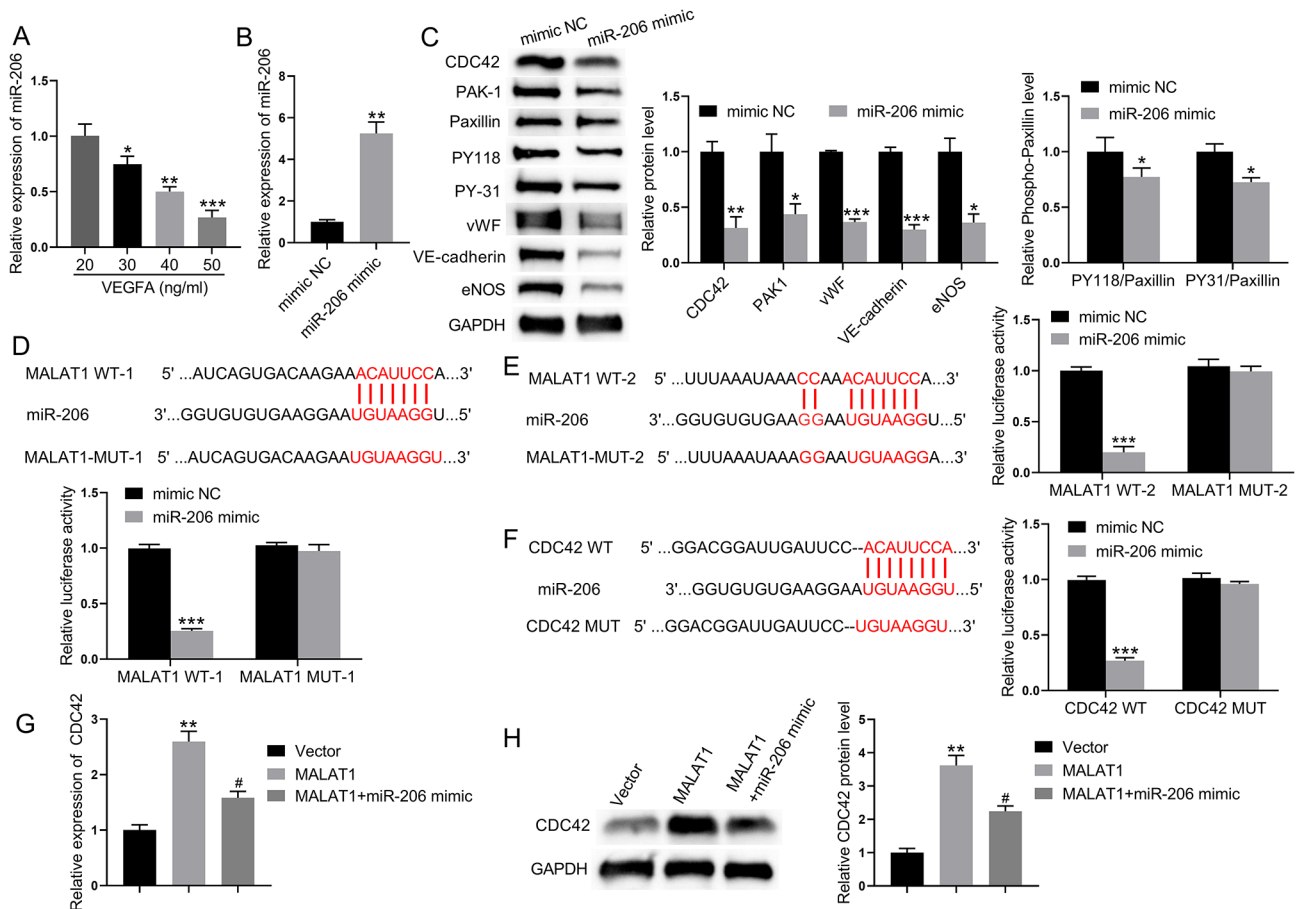 A
Relative expression of miR-206
1.5
1.0
0.5
0.0
*
**
***
20 30 40 50
VEGFA (ng/ml)
B
Relative expression of miR-206
8
6
4
2
0
**
mimic NC
miR-206 mimic
C
mimic NC miR-206 mimic
CDC42
PAK-1
Paxillin
PY118
PY-31
vWF
VE-cadherin
eNOS
GAPDH
mimic NC miR-206 mimic
Relative protein level
1.5
1.0
0.5
0.0
** * *** *** *
CDC42 PAK1 vWF VE-cadherin eNOS
mimic NC
miR-206 mimic
Relative Phospho-Paxillin level
1.5
1.0
0.5
0.0
* *
PY118/Paxillin PY31/Paxillin
D
MALAT1 WT-1 5' ...AUCAGUGACAAGAAACAUUCCA...3'
miR-206 3'...GGUGUGUGAAGGAAUGUAAGGU...5'
MALAT1-MUT-1 5' ...AUCAGUGACAAGAAUGUAAGGU...3'
mimic NC
miR-206 mimic
Relative luciferase activity
1.5
1.0
0.5
0.0
***
MALAT1 WT-1 MALAT1 MUT-1
E
MALAT1 WT-2 5' ...UUUAAAUAAACCAAACAUUCCA...3'
miR-206 3'...GGUGUGUGAAGGAAUGUAAGGU...5'
MALAT1-MUT-2 5' ...UUUAAAUAAAGGAAUGUAAGGA...3'
mimic NC
miR-206 mimic
Relative luciferase activity
1.5
1.0
0.5
0.0
***
MALAT1 WT-2 MALAT1 MUT-2
F
CDC42 WT 5' ...GGACGGAUUGAUUCC--ACAUUCCA...3'
miR-206 3'...GGUGUGUGUGAAGGAAUGUAAGGU...5'
CDC42 MUT 5' ...GGACGGAUUGAUUCC--UGUAAGGU...3'
mimic NC
miR-206 mimic
Relative luciferase activity
1.5
1.0
0.5
0.0
***
CDC42 WT CDC42 MUT
G
Relative expression of CDC42
3
2
1
0
**
#
Vector
MALAT1
MALAT1+miR-206 mimic
H
Vector
MALAT1
MALAT1
+miR-206 mimic
CDC42
GAPDH
Relative CDC42 protein level
5
4
3
2
1
0
**
#
Vector
MALAT1
MALAT1+miR-206 mimic